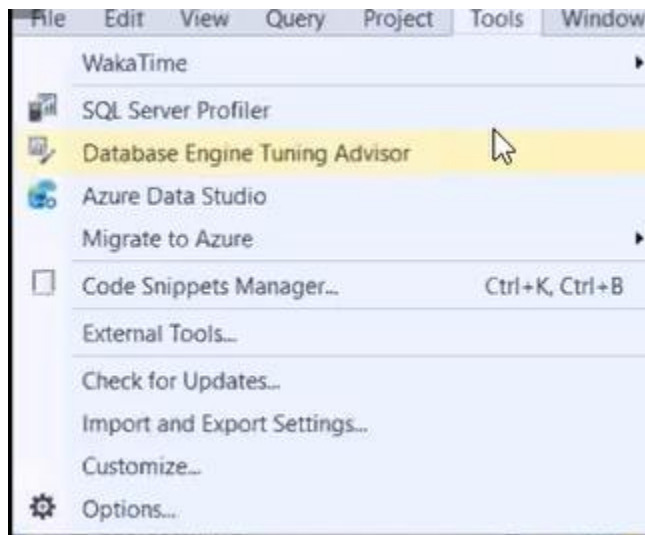 File Edit View Query Project Tools Window
WakaTime
SQL Server Profiler
Database Engine Tuning Advisor
Azure Data Studio
Migrate to Azure
Code Snippets Manager... Ctrl+K, Ctrl+B
External Tools...
Check for Updates...
Import and Export Settings...
Customize...
Options...